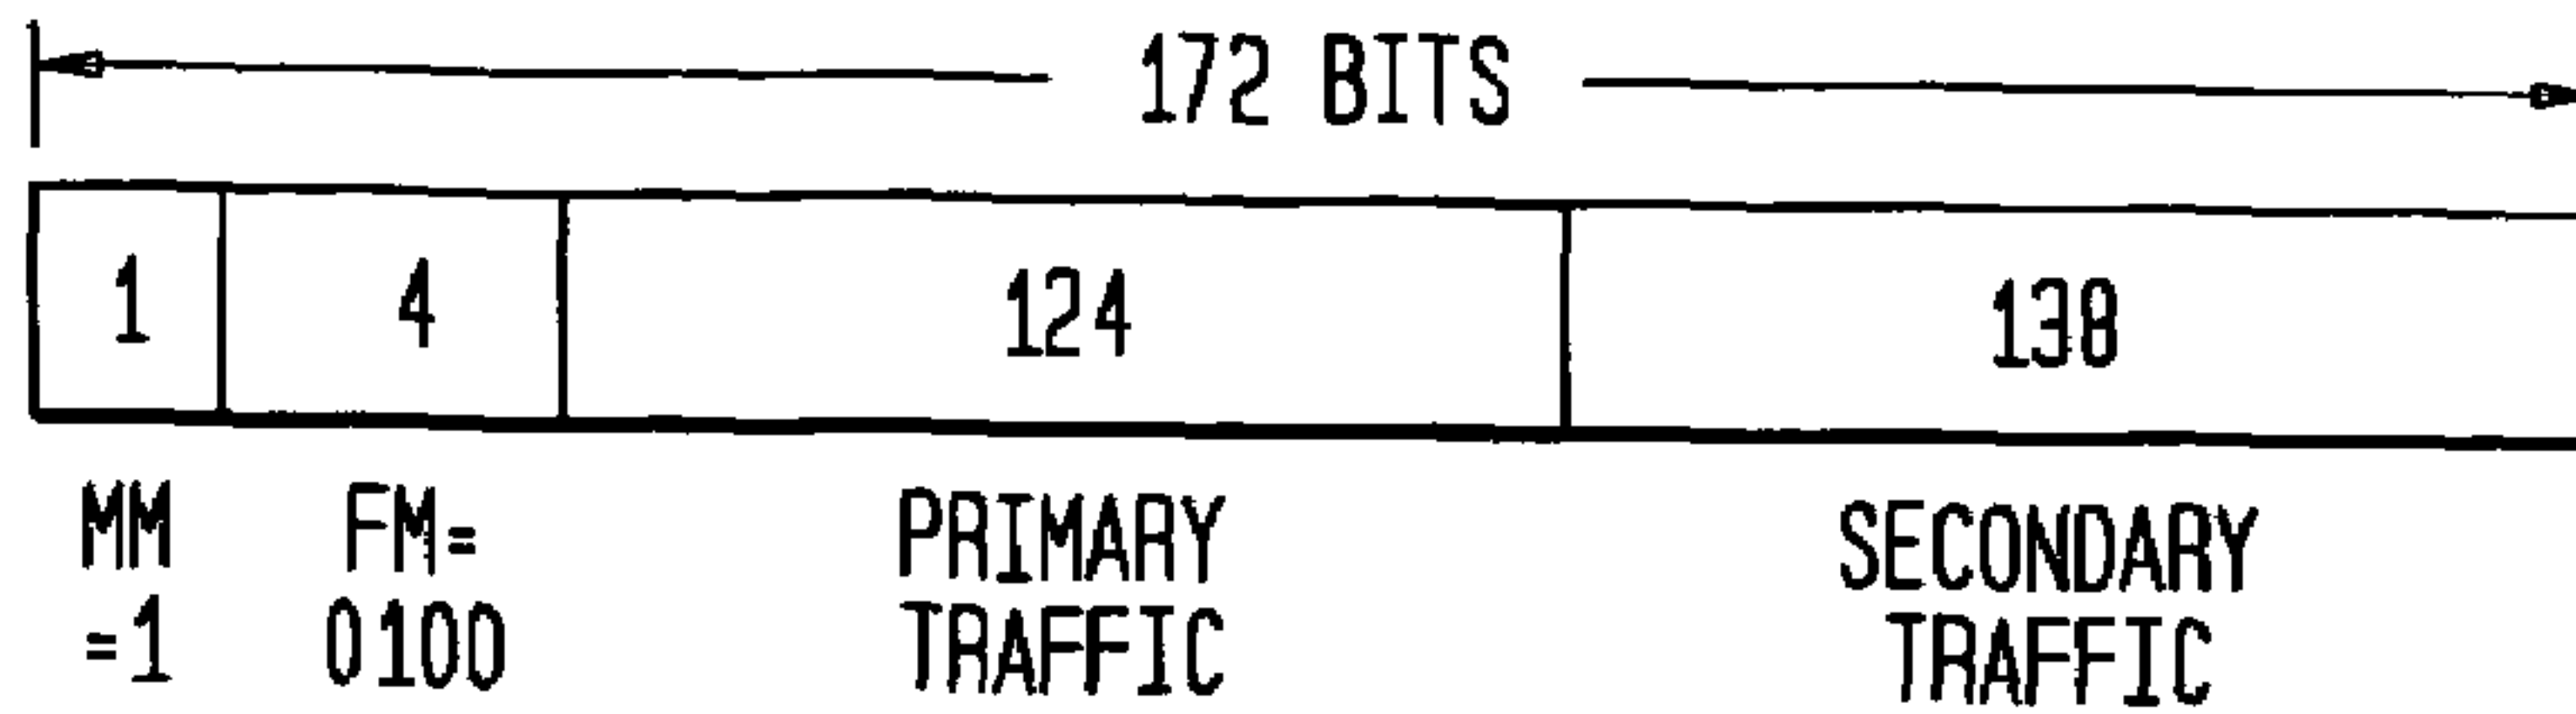 172 BITS
1 4 124 138
MM FM= PRIMARY SECONDARY
=1 0100 TRAFFIC TRAFFIC